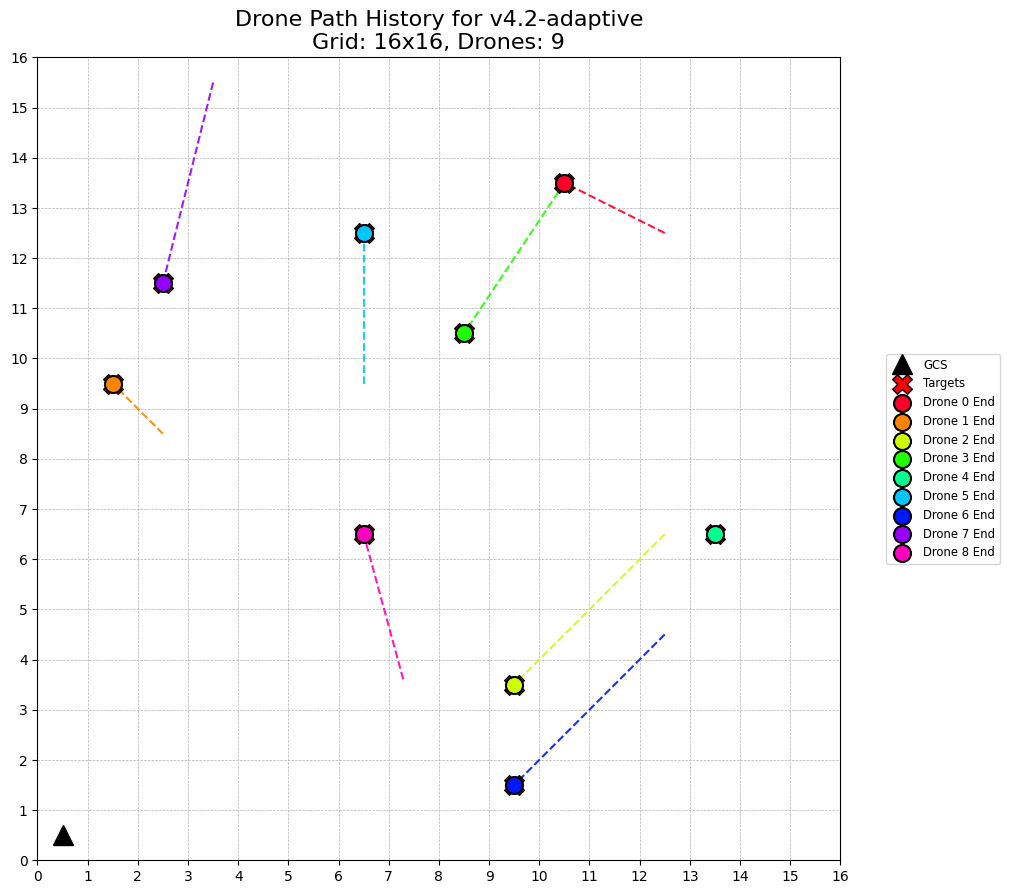 Drone Path History for v4.2-adaptive
Grid: 16x16, Drones: 9
16
15
14
13
12
11
10
9
8
7
6
5
4
3
2
1
0
0 1 2 3 4 5 6 7 8 9 10 11 12 13 14 15 16
GCS
Targets
Drone 0 End
Drone 1 End
Drone 2 End
Drone 3 End
Drone 4 End
Drone 5 End
Drone 6 End
Drone 7 End
Drone 8 End